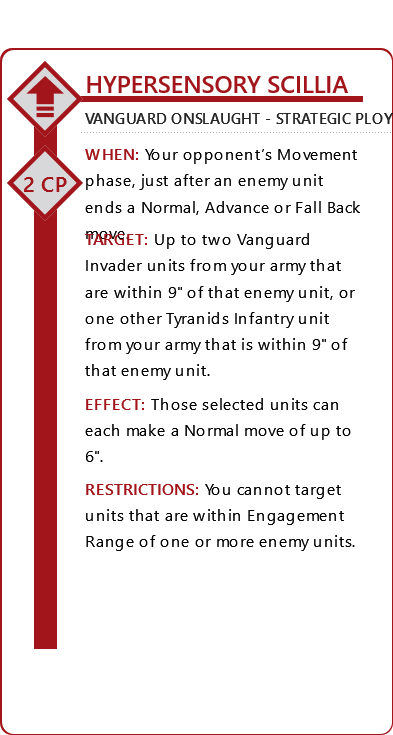 HYPERSENSORY SCILLIA
VANGUARD ONSLAUGHT - STRATEGIC PLOY
WHEN: Your opponent's Movement
phase, just after an enemy unit
2 CP
ends a Normal, Advance or Fall Back
move.
TARGET: Up to two Vanguard
Invader units from your army that
are within 9" of that enemy unit, or
one other Tyranids Infantry unit
from your army that is within 9" of
that enemy unit.
EFFECT: Those selected units can
each make a Normal move of up to
6".
RESTRICTIONS: You cannot target
units that are within Engagement
Range of one or more enemy units.